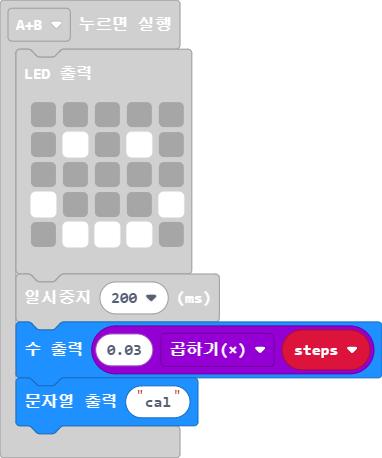 A+B 누르면 실행
LED 출력
일시중지 200 (ms)
수 출력 0.03 곱하기(×) steps
문자열 출력 "cal"